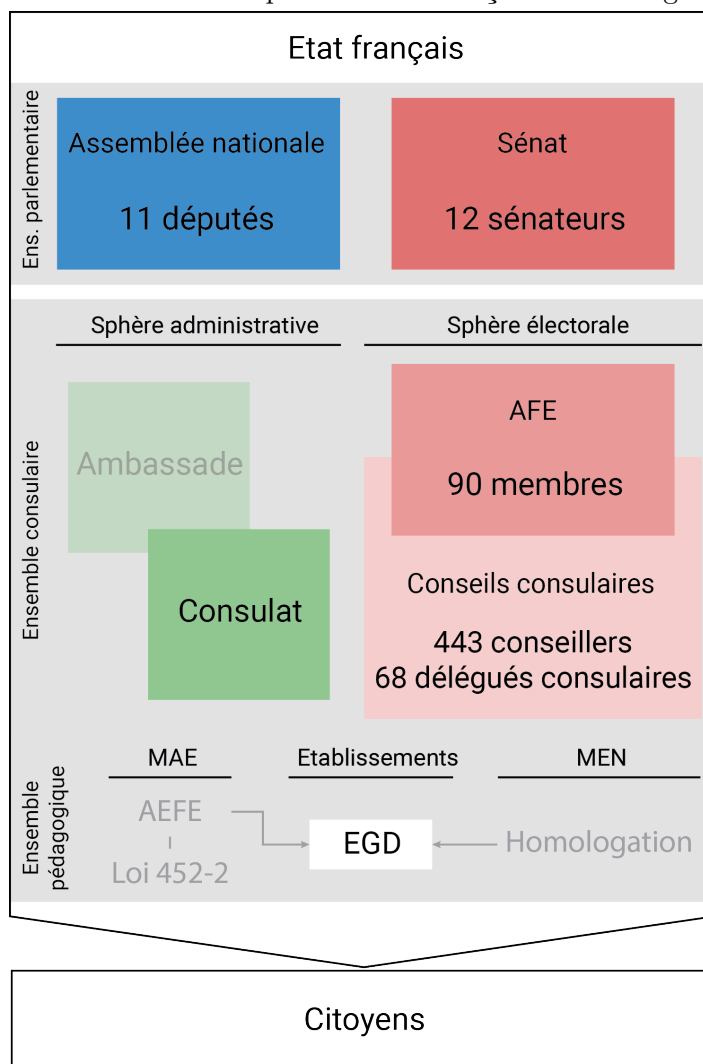 Etat français
Ens. parlementaire
Assemblée nationale
11 députés
Sénat
12 sénateurs
Ensemble consulaire
Sphère administrative
Sphère électorale
Ambassade
Consulat
AFE
90 membres
Conseils consulaires
443 conseillers
68 délégués consulaires
Ensemble
pédagogique
MAE
Etablissements
MEN
AEFE
Loi 452-2
EGD
Homologation
Citoyens